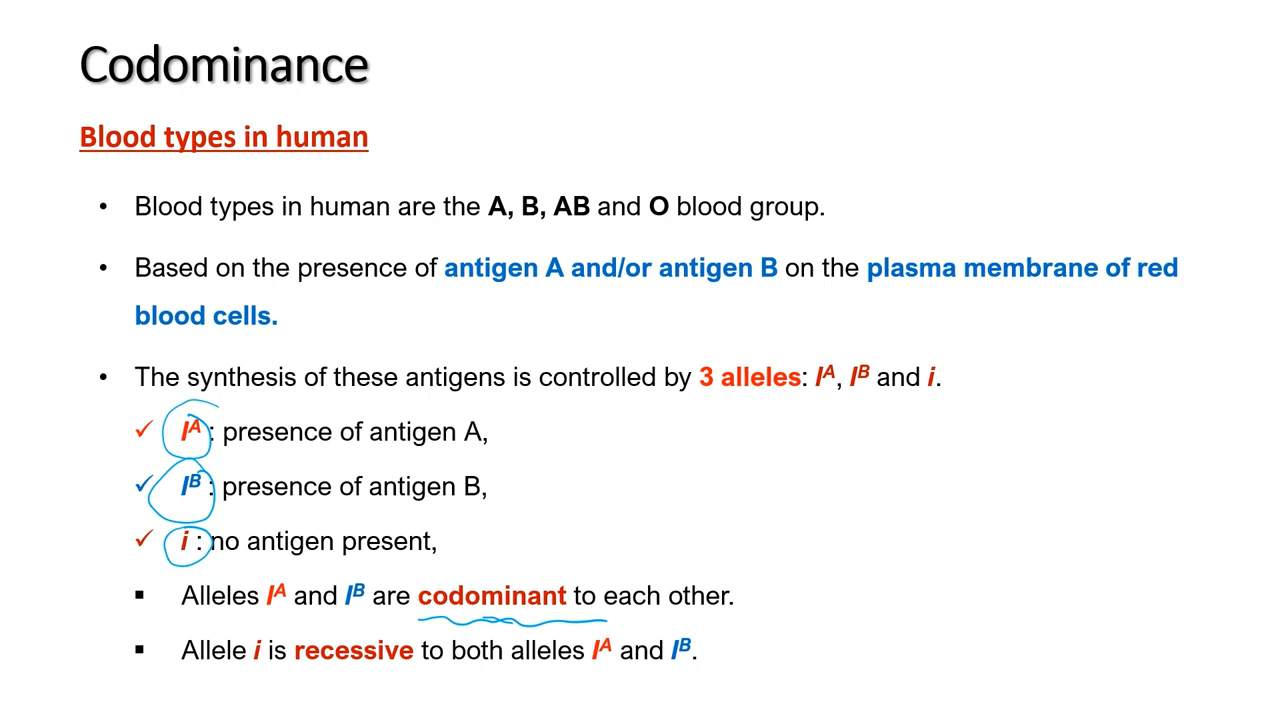 Codominance
Blood types in human
• Blood types in human are the A, B, AB and O blood group.
• Based on the presence of antigen A and/or antigen B on the plasma membrane of red
blood cells.
• The synthesis of these antigens is controlled by 3 alleles: Iᴬ, Iᴮ and i.
✓ Iᴬ : presence of antigen A,
✓ Iᴮ : presence of antigen B,
✓ i : no antigen present,
▪ Alleles Iᴬ and Iᴮ are codominant to each other.
▪ Allele i is recessive to both alleles Iᴬ and Iᴮ.